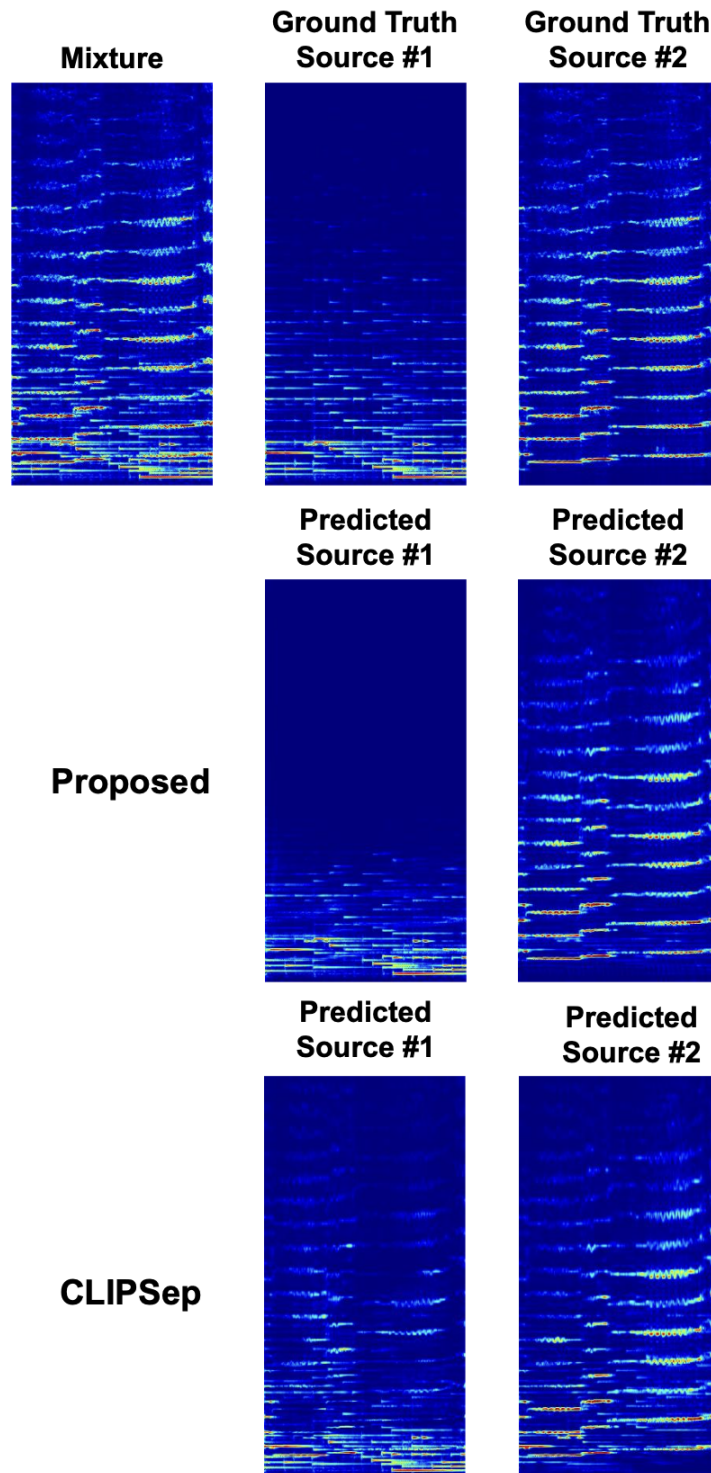 Mixture
Ground Truth
Source #1
Ground Truth
Source #2
Predicted
Source #1
Predicted
Source #2
Proposed
Predicted
Source #1
Predicted
Source #2
CLIPSep